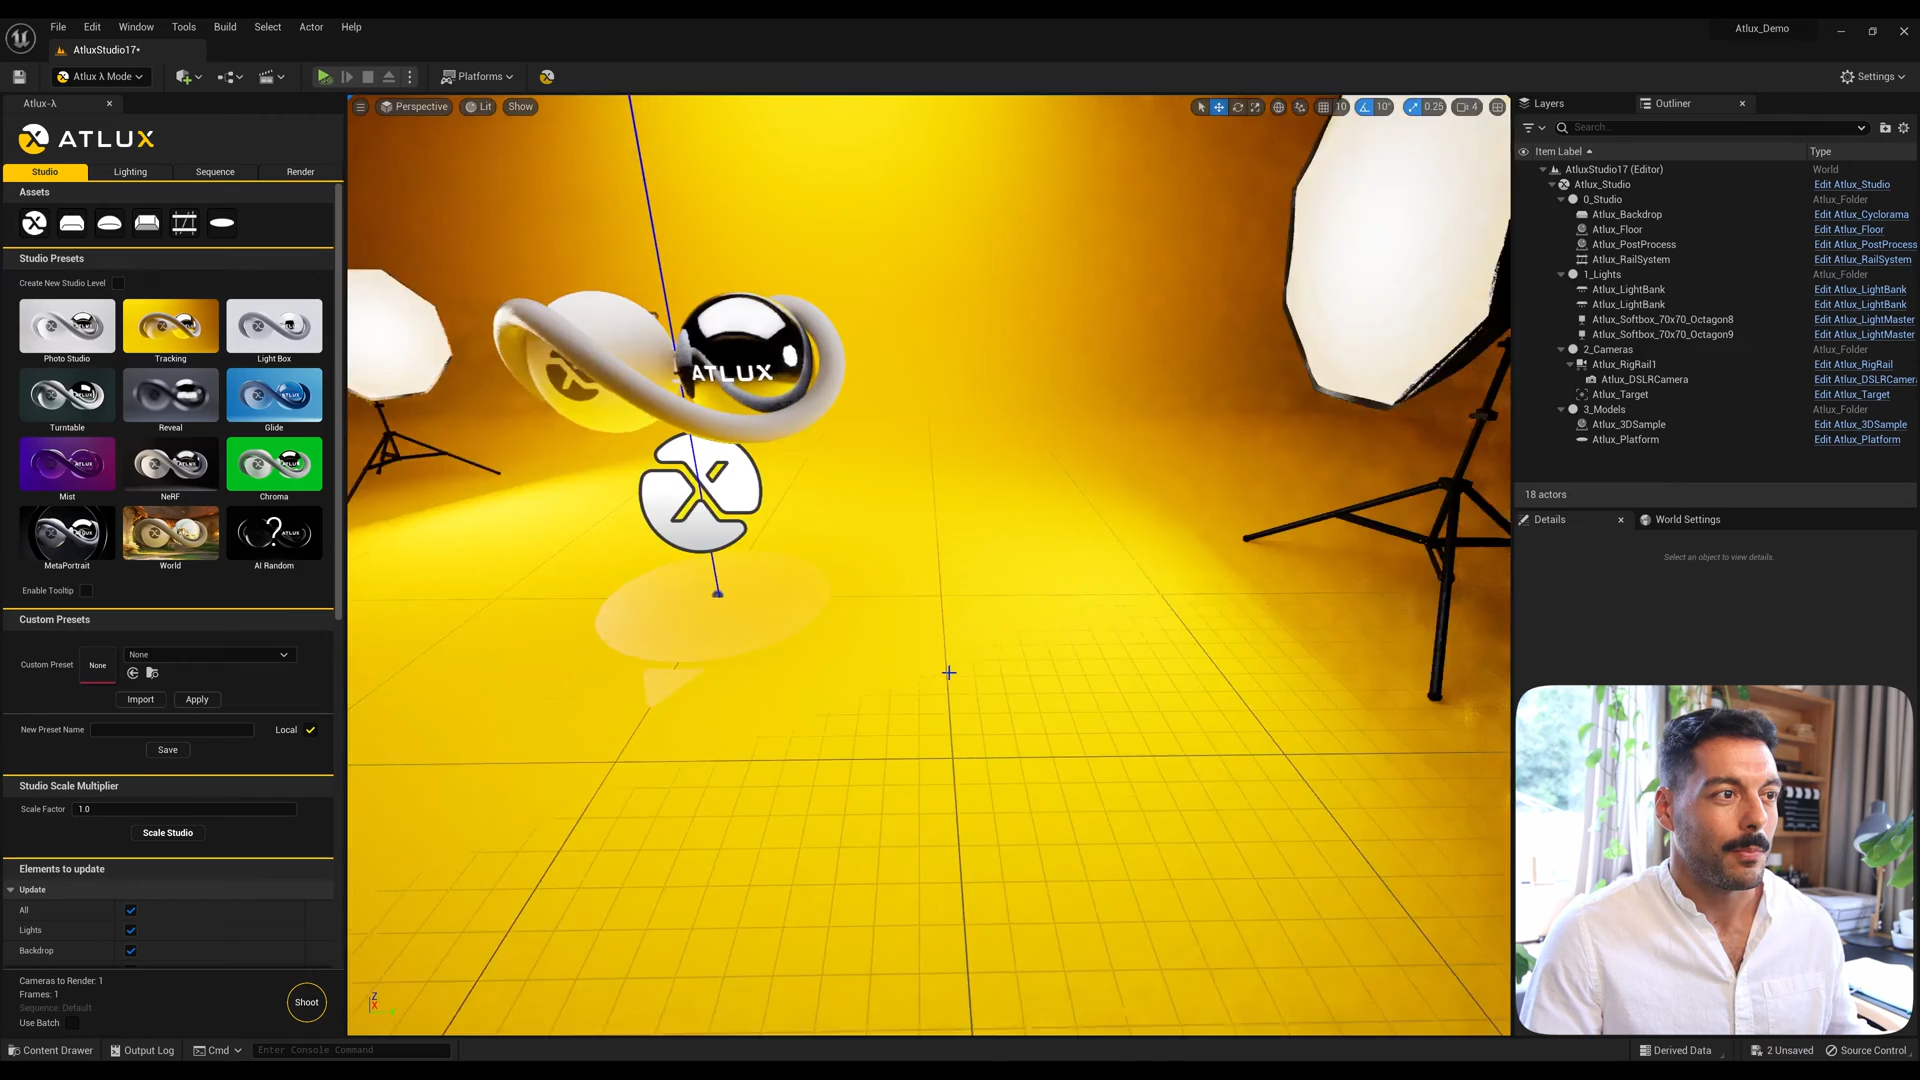 File Edit Window Tools Build Select Actor Help
Atlux_Demo
AtluxStudio17*
Atlux λ Mode
Platforms
Settings
Atlux-λ
ATLUX
Studio Lighting Sequence Render
Assets
Studio Presets
Create New Studio Level
Photo Studio Tracking Light Box
Turntable Reveal Glide
Mist NeRF Chroma
MetaPortrait World AI Random
Enable Tooltip
Custom Presets
Custom Preset None None
Import Apply
New Preset Name Local
Save
Studio Scale Multiplier
Scale Factor 1.0
Scale Studio
Elements to update
Update
All
Lights
Backdrop
Cameras to Render: 1
Frames: 1
Sequence: Default
Use Batch
Shoot
Perspective Lit Show
10 10° 0.25 4
ATLUX
Z
X
Layers Outliner
Search...
Item Label Type
AtluxStudio17 (Editor) World
Atlux_Studio Edit Atlux_Studio
0_Studio Atlux_Folder
Atlux_Backdrop Edit Atlux_Cyclorama
Atlux_Floor Edit Atlux_Floor
Atlux_PostProcess Edit Atlux_PostProcess
Atlux_RailSystem Edit Atlux_RailSystem
1_Lights Atlux_Folder
Atlux_LightBank Edit Atlux_LightBank
Atlux_LightBank Edit Atlux_LightBank
Atlux_Softbox_70x70_Octagon8 Edit Atlux_LightMaster
Atlux_Softbox_70x70_Octagon9 Edit Atlux_LightMaster
2_Cameras Atlux_Folder
Atlux_RigRail1 Edit Atlux_RigRail
Atlux_DSLRCamera Edit Atlux_DSLRCamera
Atlux_Target Edit Atlux_Target
3_Models Atlux_Folder
Atlux_3DSample Edit Atlux_3DSample
Atlux_Platform Edit Atlux_Platform
18 actors
Details World Settings
Select an object to view details.
Content Drawer Output Log Cmd Enter Console Command
Derived Data 2 Unsaved Source Control